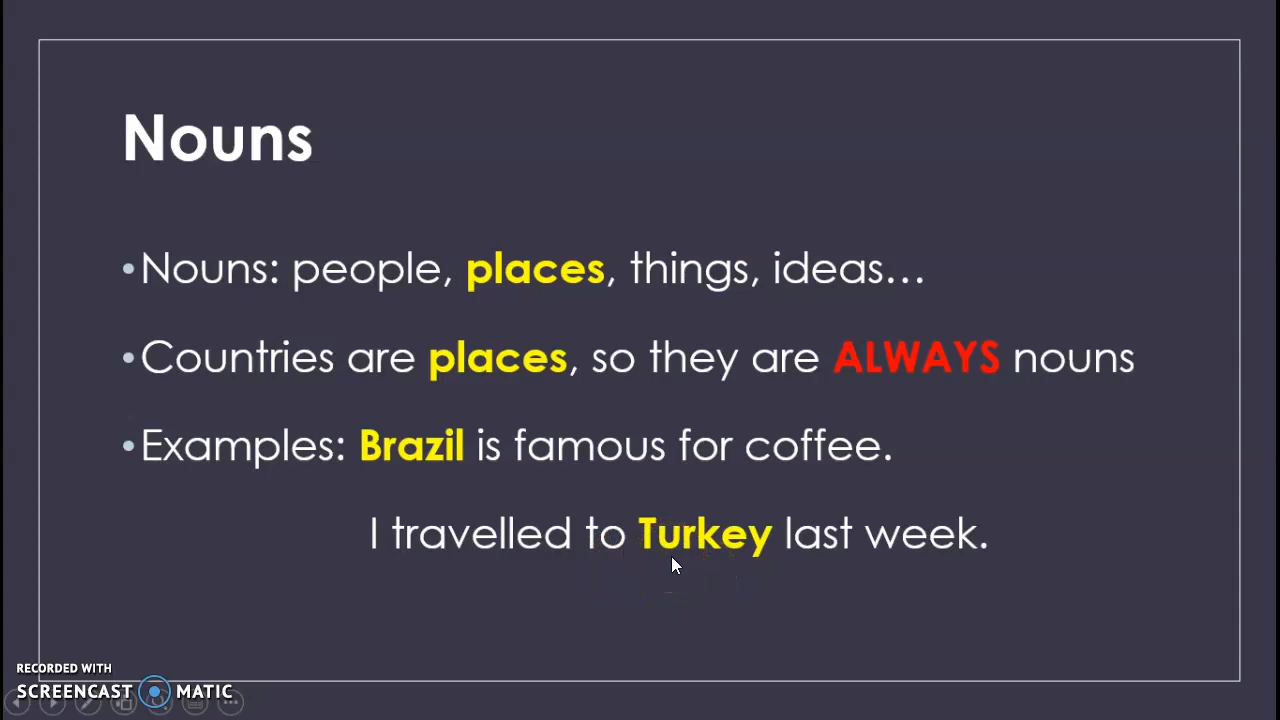 Nouns
•Nouns: people, places, things, ideas…
•Countries are places, so they are ALWAYS nouns
•Examples: Brazil is famous for coffee.
I travelled to Turkey last week.
RECORDED WITH
SCREENCAST MATIC